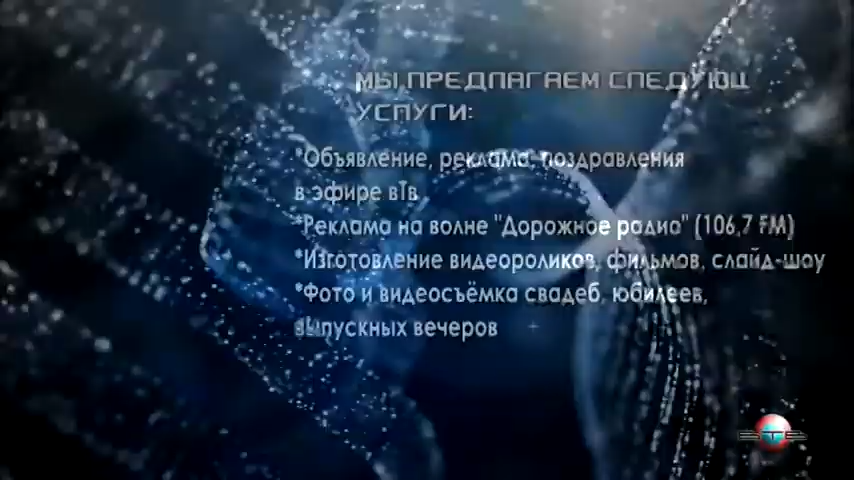 МЫ ПРЕДЛАГАЕМ СЛЕДУЮЩ
УСЛУГИ:
*Объявление, реклама, поздравления
в эфире вТв
*Реклама на волне "Дорожное радио" (106,7 FM)
*Изготовление видеороликов, фильмов, слайд-шоу
*Фото и видеосъёмка свадеб, юбилеев,
выпускных вечеров
ВТВ